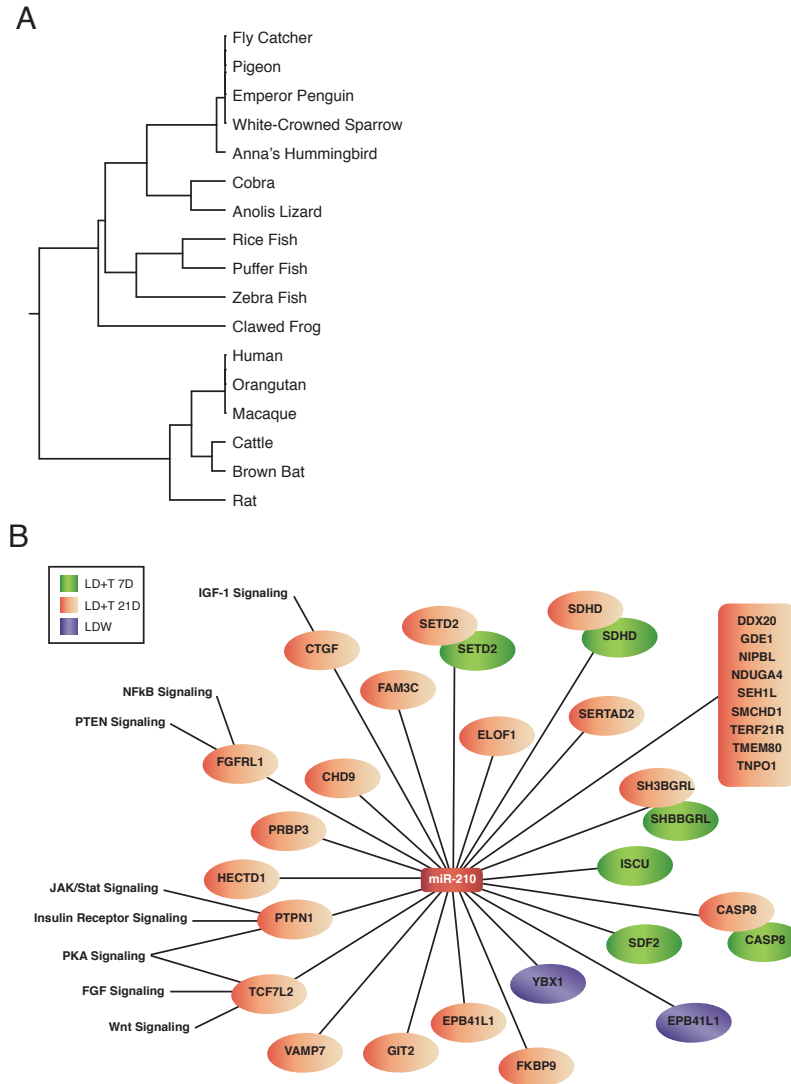 A
Fly Catcher
Pigeon
Emperor Penguin
White-Crowned Sparrow
Anna's Hummingbird
Cobra
Anolis Lizard
Rice Fish
Puffer Fish
Zebra Fish
Clawed Frog
Human
Orangutan
Macaque
Cattle
Brown Bat
Rat
B
LD+T 7D
LD+T 21D
LDW
IGF-1 Signaling
NFkB Signaling
PTEN Signaling
JAK/Stat Signaling
Insulin Receptor Signaling
PKA Signaling
FGF Signaling
Wnt Signaling
CTGF
SETD2
SETD2
SDHD
SDHD
FAM3C
ELOF1
SERTAD2
FGFRL1
CHD9
PRBP3
HECTD1
PTPN1
TCF7L2
VAMP7
GIT2
EPB41L1
FKBP9
YBX1
EPB41L1
SDF2
CASP8
CASP8
ISCU
SH3BGRL
SHBBGRL
miR-210
DDX20
GDE1
NIPBL
NDUGA4
SEH1L
SMCHD1
TERF21R
TMEM80
TNPO1